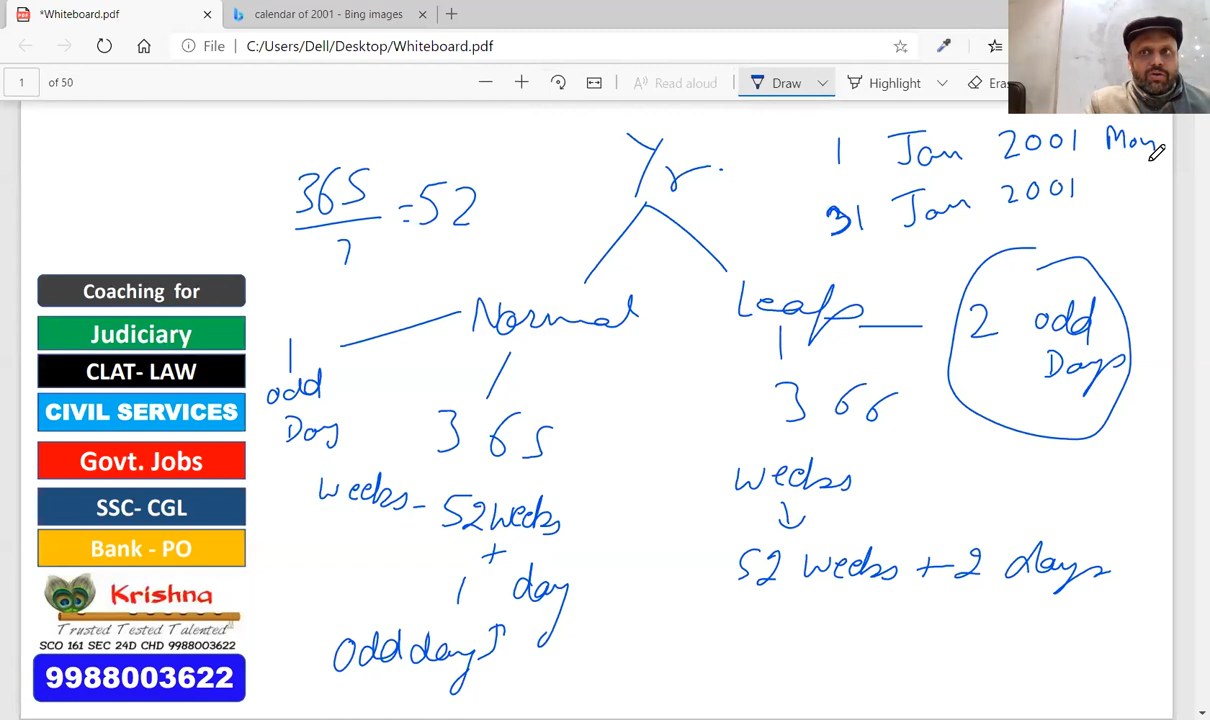 *Whiteboard.pdf
calendar of 2001 - Bing images
File C:/Users/Dell/Desktop/Whiteboard.pdf
1 of 50
Read aloud
Draw
Highlight
Yr.
1 Jan 2001 Mon
31 Jan 2001
365
7
=52
Normal
Leap
2 odd
Days
1
odd
Day
365
366
weeks - 52 weeks
+
1 day
odd day
weeks
52 weeks + 2 days
Coaching for
Judiciary
CLAT- LAW
CIVIL SERVICES
Govt. Jobs
SSC- CGL
Bank - PO
Krishna
Trusted Tested Talented
SCO 161 SEC 24D CHD 9988003622
9988003622